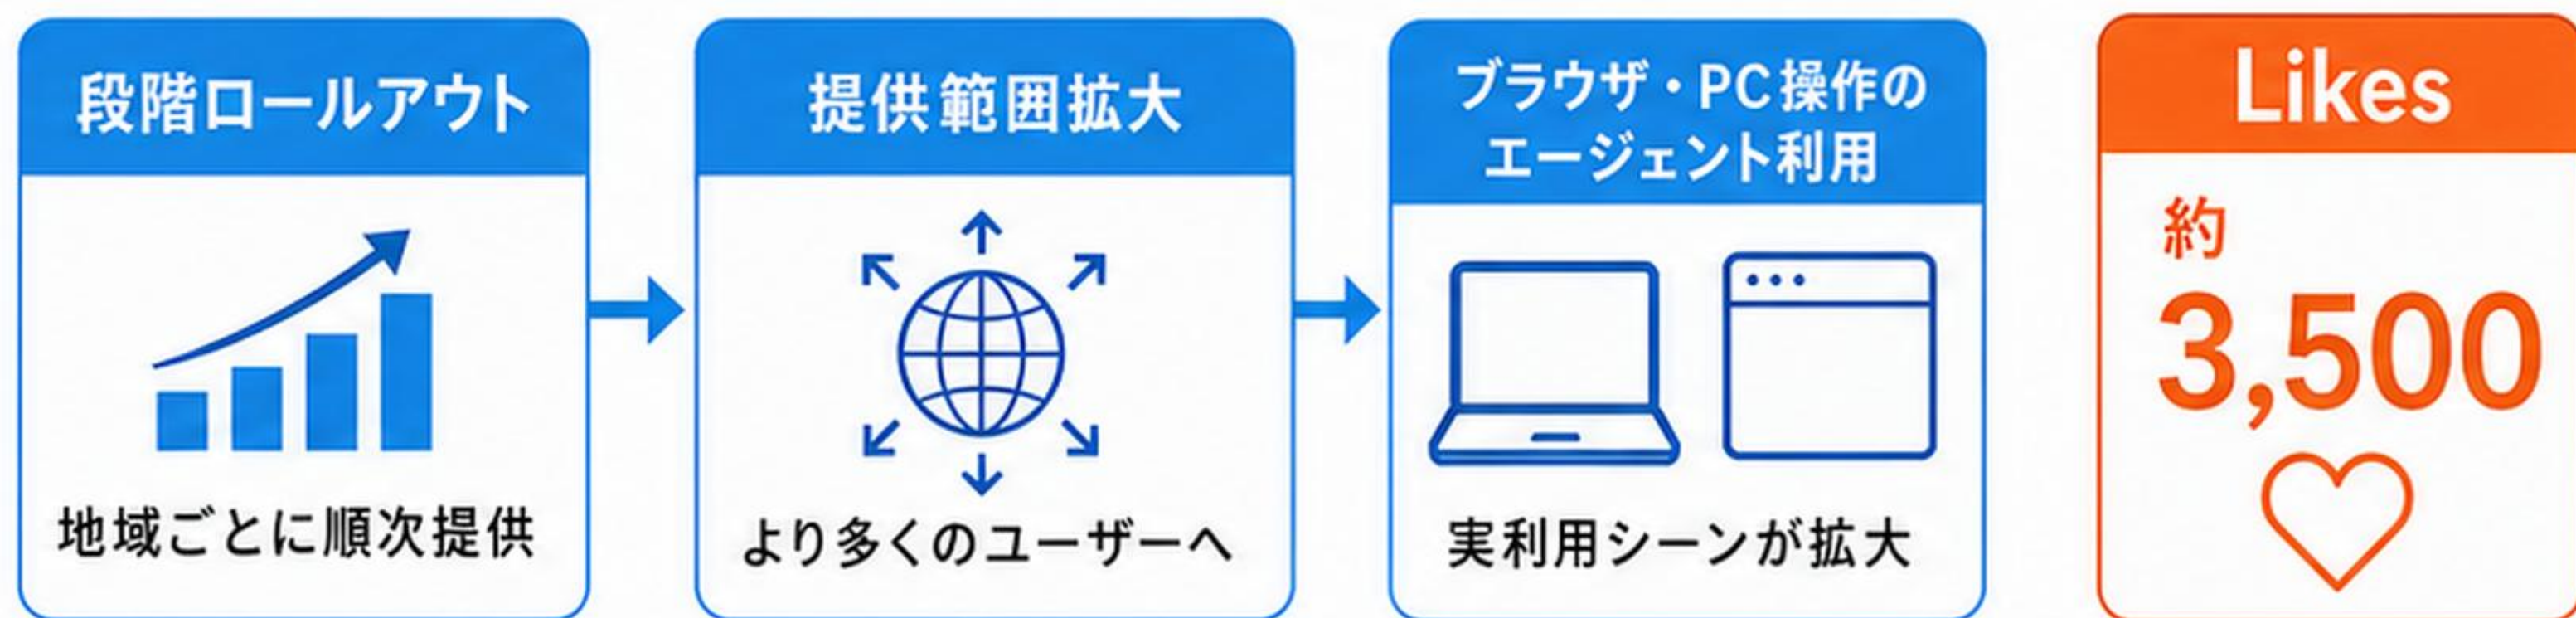 段階ロールアウト
地域ごとに順次提供
提供範囲拡大
より多くのユーザーへ
ブラウザ・PC操作の
エージェント利用
実利用シーンが拡大
Likes
約
3,500